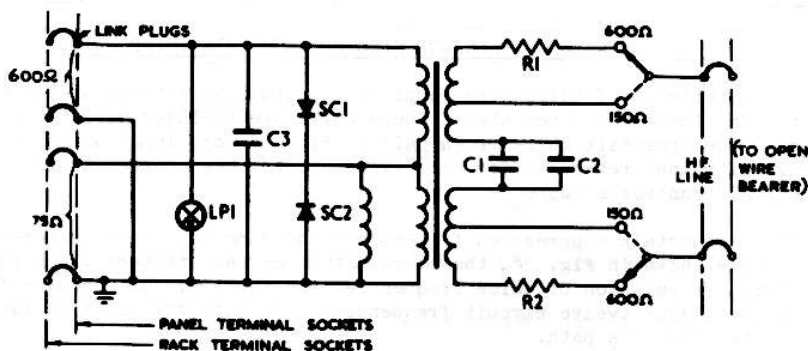 LINK PLUGS
600Ω
75Ω
LP1
C3
SC1
SC2
R1
600Ω
150Ω
C1
C2
150Ω
R2
600Ω
HF LINE
(TO OPEN
WIRE
BEARER)
PANEL TERMINAL SOCKETS
RACK TERMINAL SOCKETS